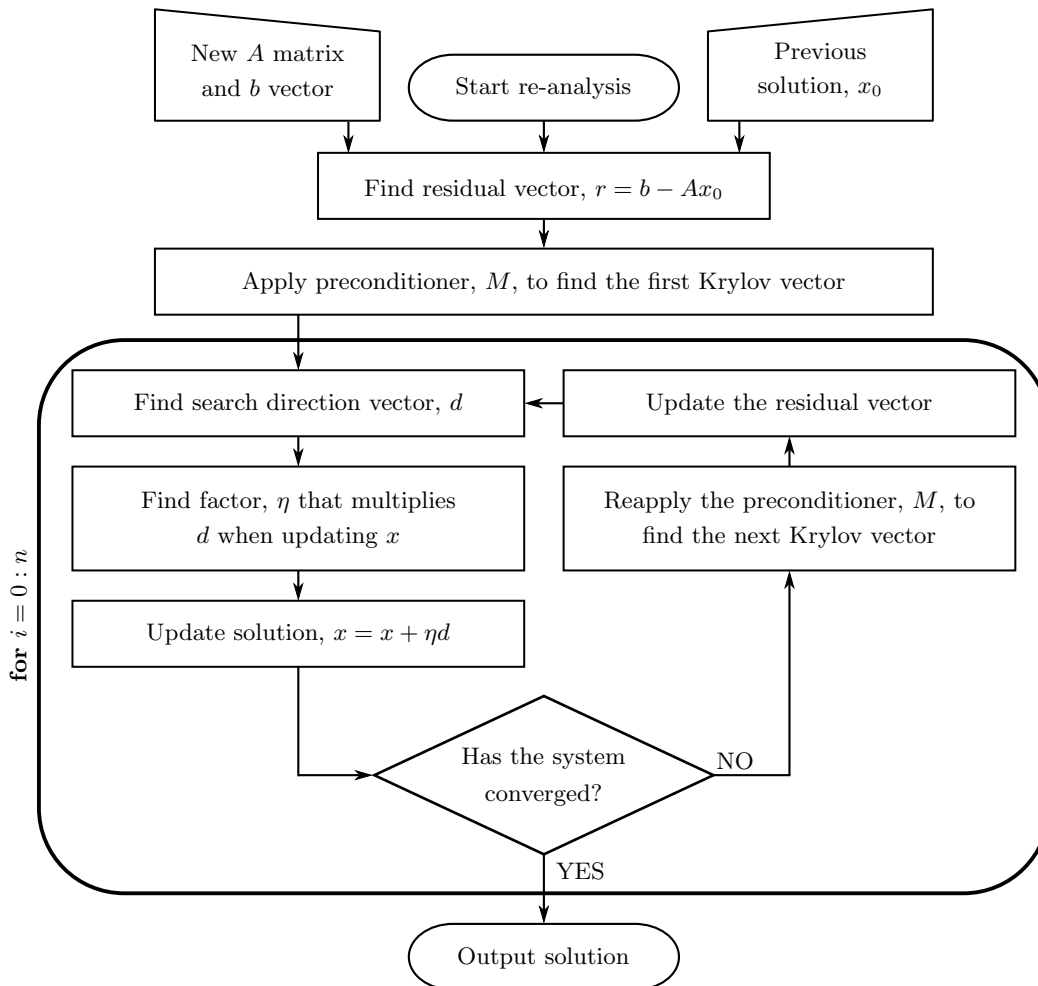 New A matrix
and b vector
Start re-analysis
Previous
solution, x₀
Find residual vector, r = b − Ax₀
Apply preconditioner, M, to find the first Krylov vector
Find search direction vector, d
Update the residual vector
Find factor, η that multiplies
d when updating x
Reapply the preconditioner, M, to
find the next Krylov vector
for i = 0 : n
Update solution, x = x + ηd
Has the system
converged?
NO
YES
Output solution